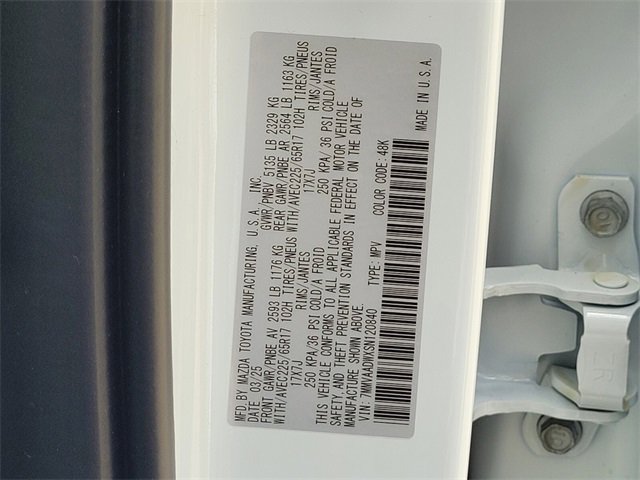 MFD. BY MAZDA TOYOTA MANUFACTURING, U.S.A., INC.
DATE 03/25 GVWR/PNBV 5135 LB 2329 KG
FRONT GAWR/PNBE AV 2593 LB 1176 KG REAR GAWR/PNBE AR 2564 LB 1163 KG
WITH/AVEC225/65R17 102H TIRES/PNEUS WITH/AVEC225/65R17 102H TIRES/PNEUS
17X7J RIMS/JANTES 17X7J RIMS/JANTES
250 KPA/36 PSI COLD/A FROID 250 KPA/36 PSI COLD/A FROID
THIS VEHICLE CONFORMS TO ALL APPLICABLE FEDERAL MOTOR VEHICLE
SAFETY AND THEFT PREVENTION STANDARDS IN EFFECT ON THE DATE OF
MANUFACTURE SHOWN ABOVE.
VIN: 7MMVAADWXSN120840 TYPE: MPV COLOR CODE: 48K
MADE IN U.S.A.